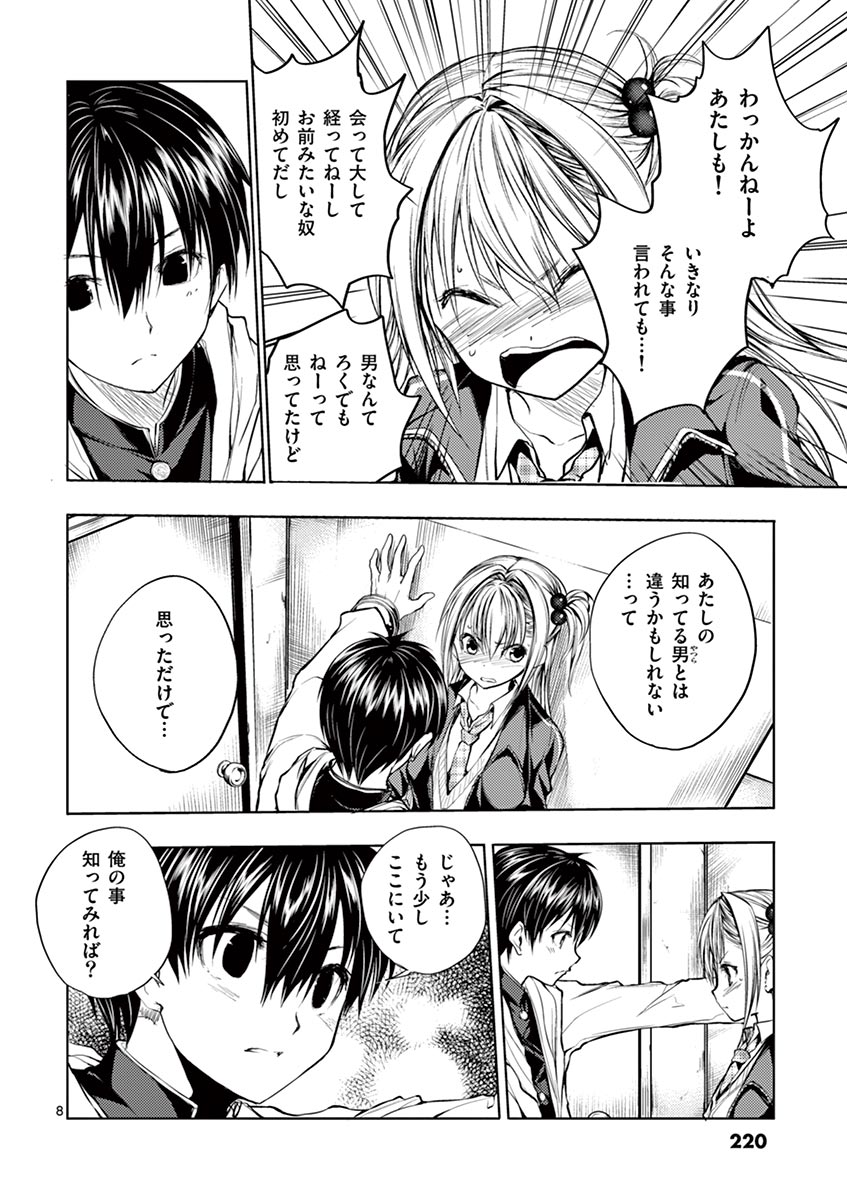 わっかんねーよ
あたしも！
いきなり
そんな事
言われても…！
会って大して
経ってねーし
お前みたいな奴
初めてだし
男なんて
ろくでも
ねーって
思ってたけど
あたしの
知ってる男とは
やつら
違うかもしれない
…って
思っただけで…
じゃあ…
もう少し
ここにいて
俺の事
知ってみれば？
8
220